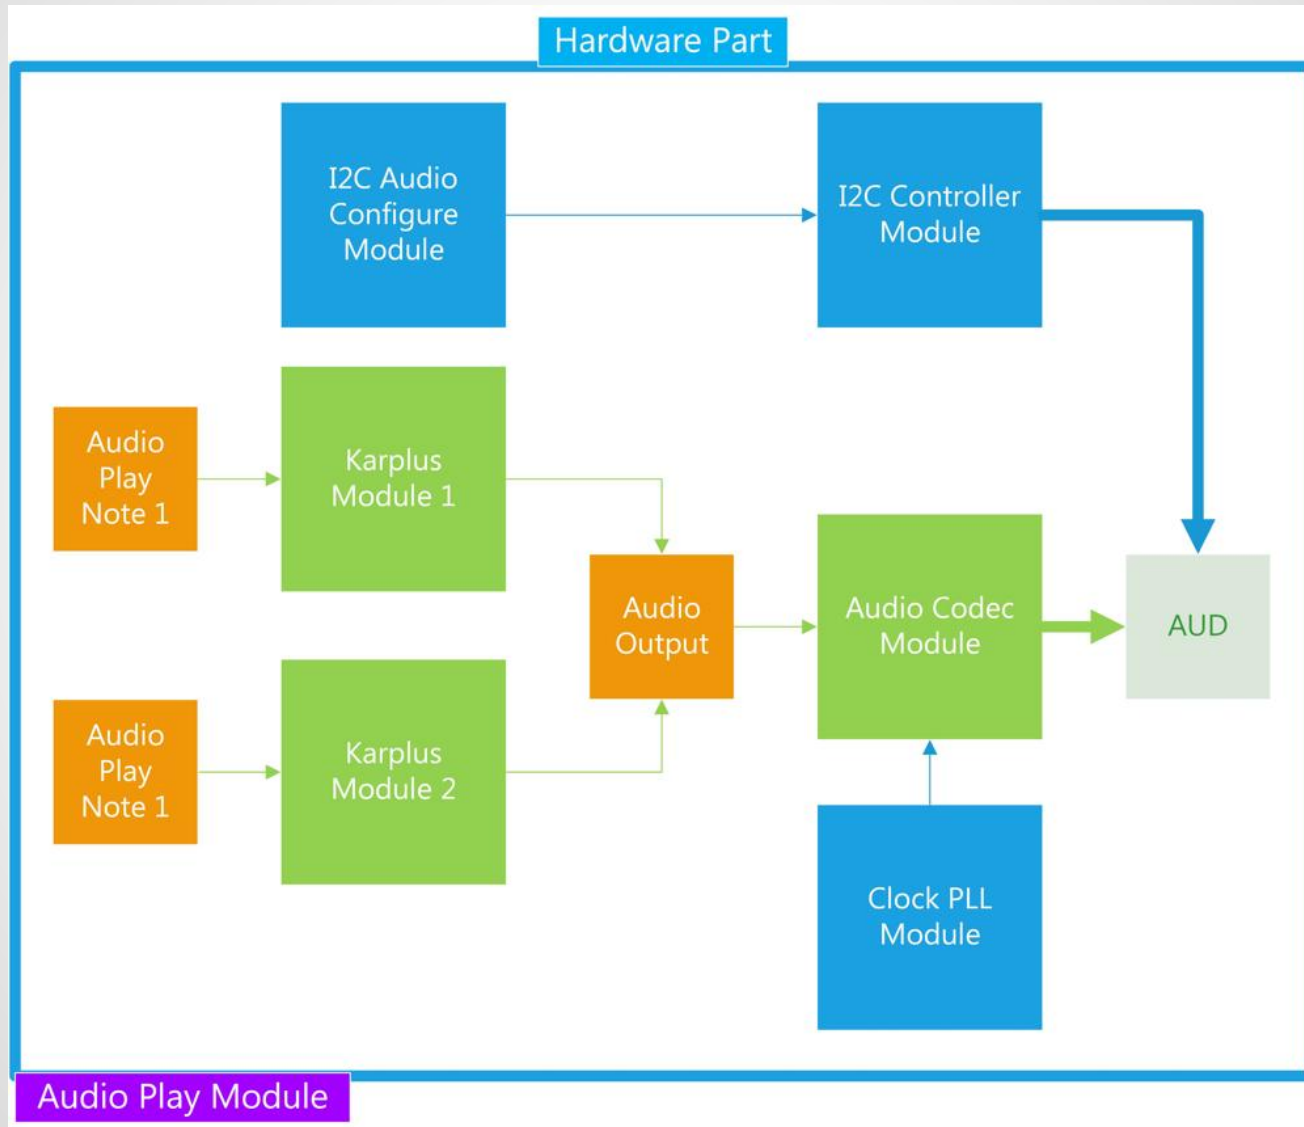 Hardware Part
I2C Audio
Configure
Module
I2C Controller
Module
Audio
Play
Note 1
Karplus
Module 1
Audio
Output
Audio Codec
Module
AUD
Audio
Play
Note 1
Karplus
Module 2
Clock PLL
Module
Audio Play Module